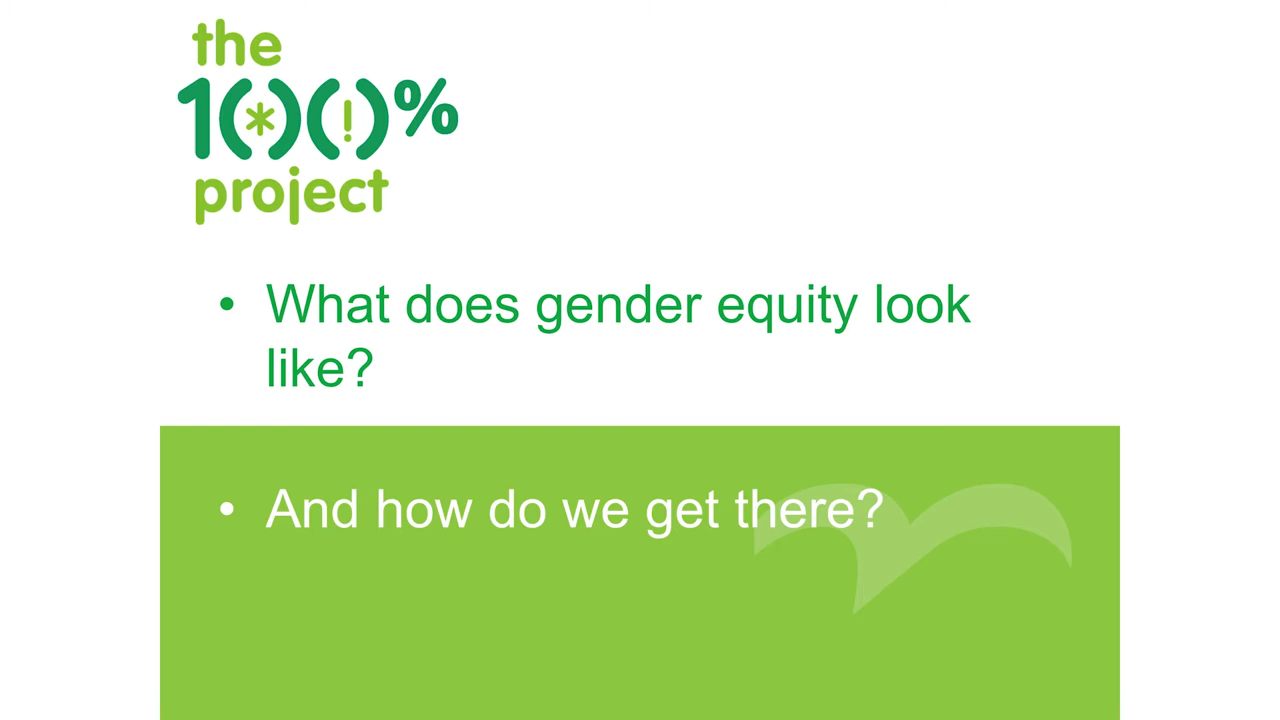 the
1(*)(!)%
project
• What does gender equity look
like?
• And how do we get there?